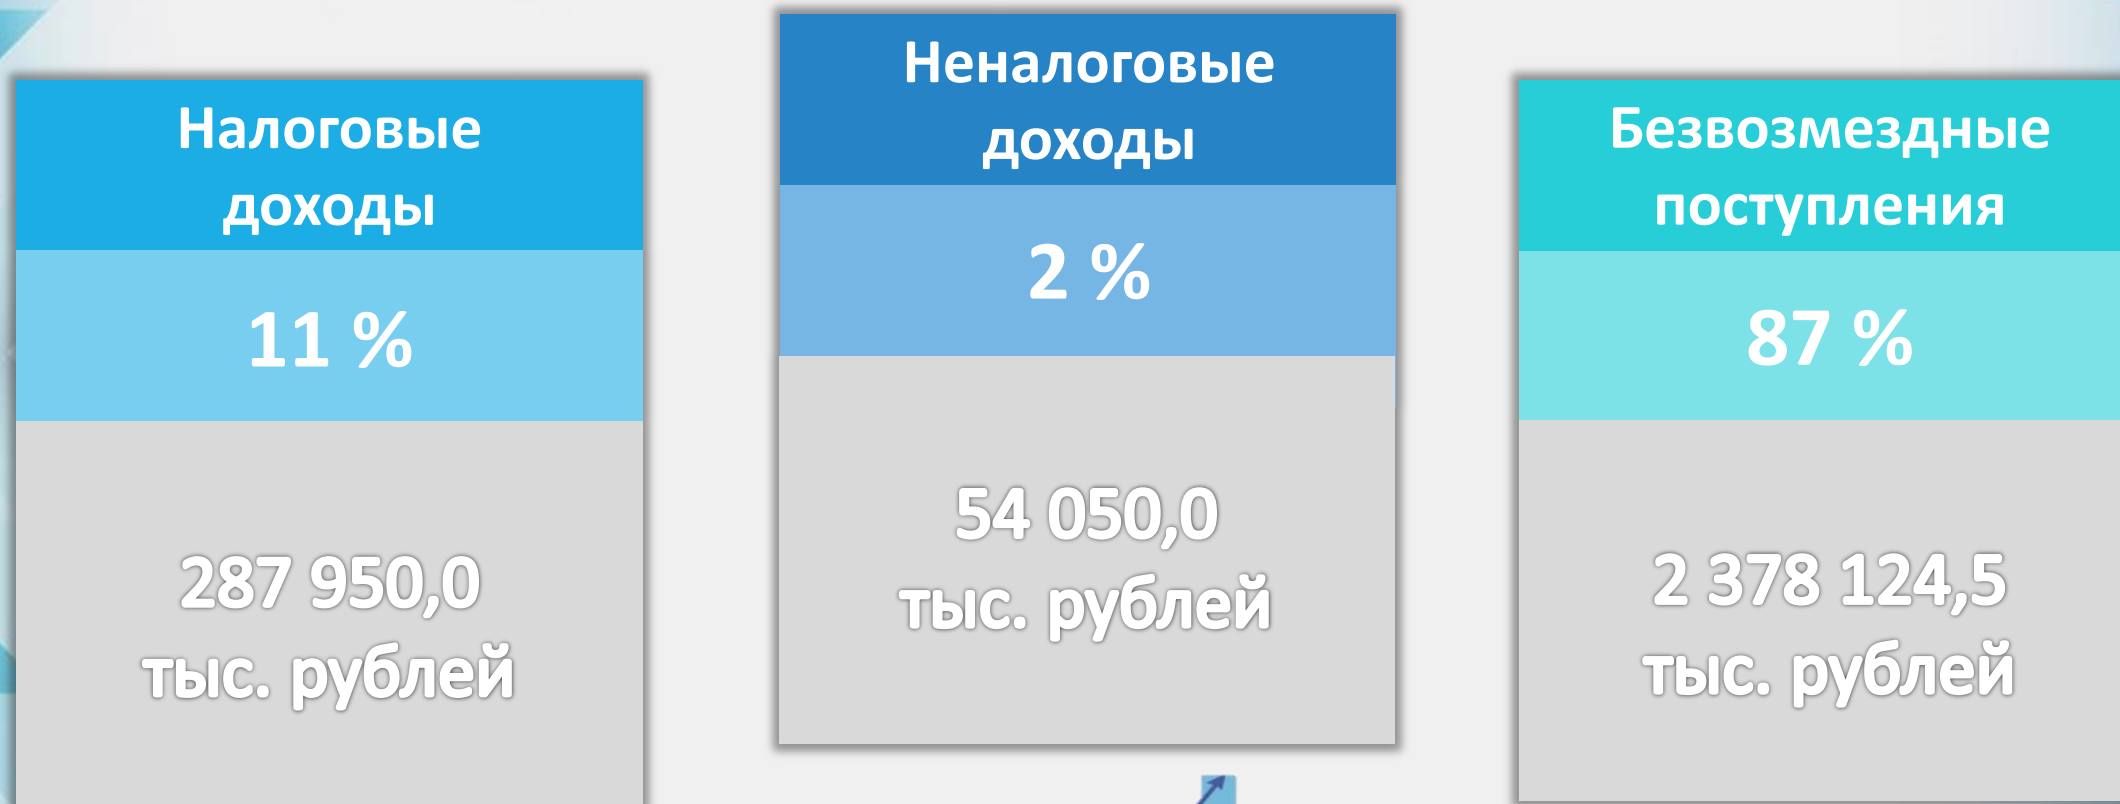 Налоговые
доходы
11 %
287 950,0
тыс. рублей
Неналоговые
доходы
2 %
54 050,0
тыс. рублей
Безвозмездные
поступления
87 %
2 378 124,5
тыс. рублей